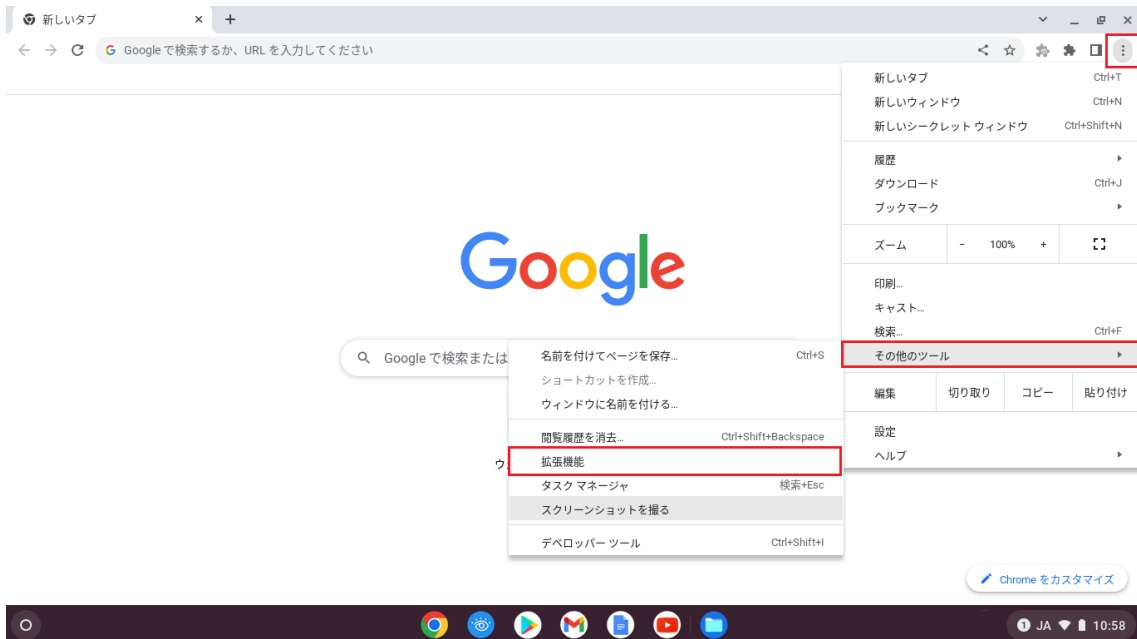 新しいタブ
Google で検索するか、URL を入力してください
新しいタブ Ctrl+T
新しいウィンドウ Ctrl+N
新しいシークレット ウィンドウ Ctrl+Shift+N
履歴
ダウンロード Ctrl+J
ブックマーク
ズーム - 100% +
印刷...
キャスト...
検索... Ctrl+F
その他のツール
編集 切り取り コピー 貼り付け
設定
ヘルプ
Google
Google で検索または
名前を付けてページを保存... Ctrl+S
ショートカットを作成...
ウィンドウに名前を付ける...
閲覧履歴を消去... Ctrl+Shift+Backspace
拡張機能
タスク マネージャ 検索+Esc
スクリーンショットを撮る
デベロッパー ツール Ctrl+Shift+I
ウ
Chrome をカスタマイズ
1 JA 10:58